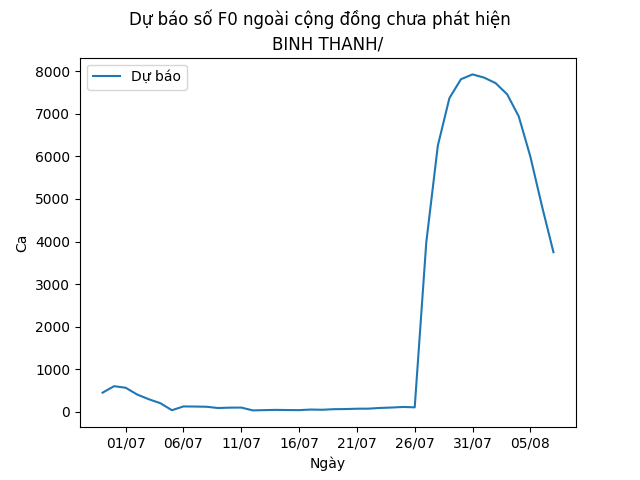 Dự báo số F0 ngoài cộng đồng chưa phát hiện
BINH THANH/
Dự báo
8000
7000
6000
5000
4000
3000
2000
1000
0
Ca
01/07 06/07 11/07 16/07 21/07 26/07 31/07 05/08
Ngày